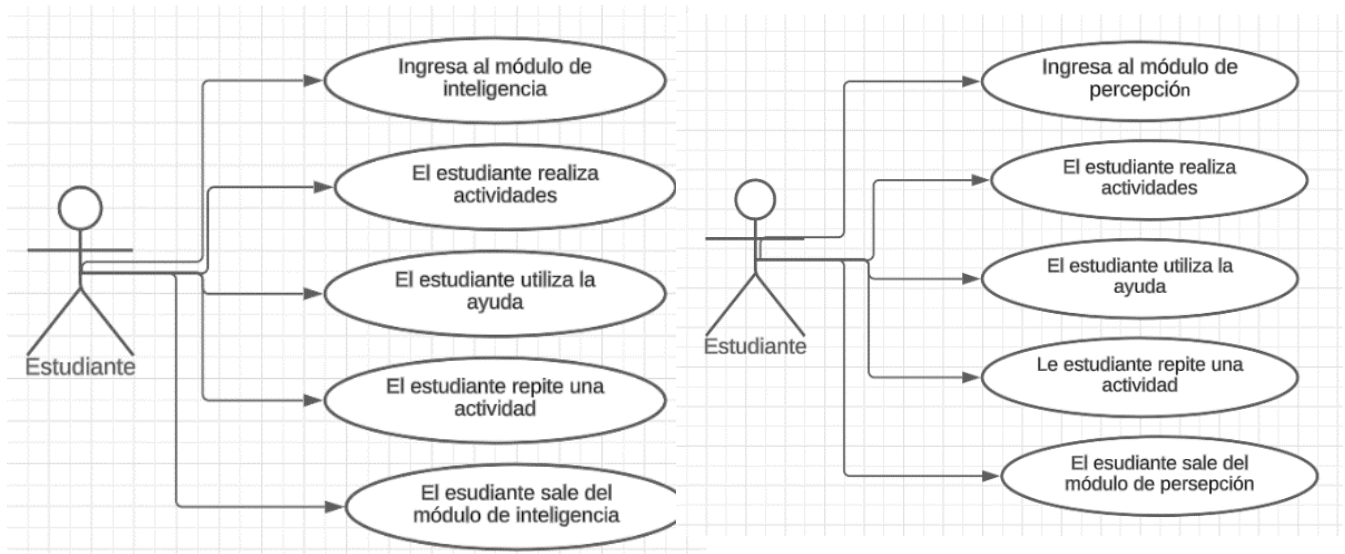 Ingresa al módulo de
inteligencia
El estudiante realiza
actividades
El estudiante utiliza la
ayuda
Estudiante
El estudiante repite una
actividad
El esudiante sale del
módulo de inteligencia
Ingresa al módulo de
percepción
El estudiante realiza
actividades
El estudiante utiliza la
ayuda
Estudiante
Le estudiante repite una
actividad
El esudiante sale del
módulo de persepción